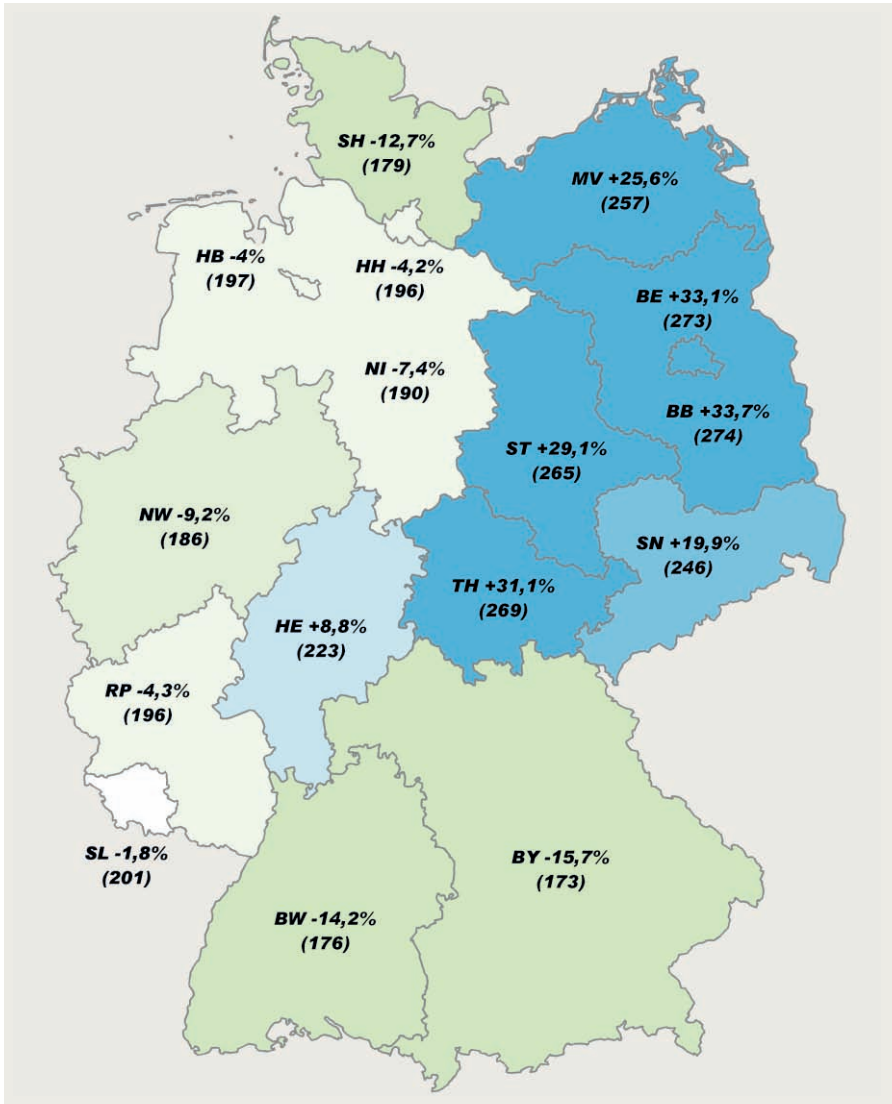 SH -12,7%
(179)
MV +25,6%
(257)
HB -4%
(197)
HH -4,2%
(196)
BE +33,1%
(273)
NI -7,4%
(190)
BB +33,7%
(274)
ST +29,1%
(265)
NW -9,2%
(186)
SN +19,9%
(246)
TH +31,1%
(269)
HE +8,8%
(223)
RP -4,3%
(196)
SL -1,8%
(201)
BY -15,7%
(173)
BW -14,2%
(176)